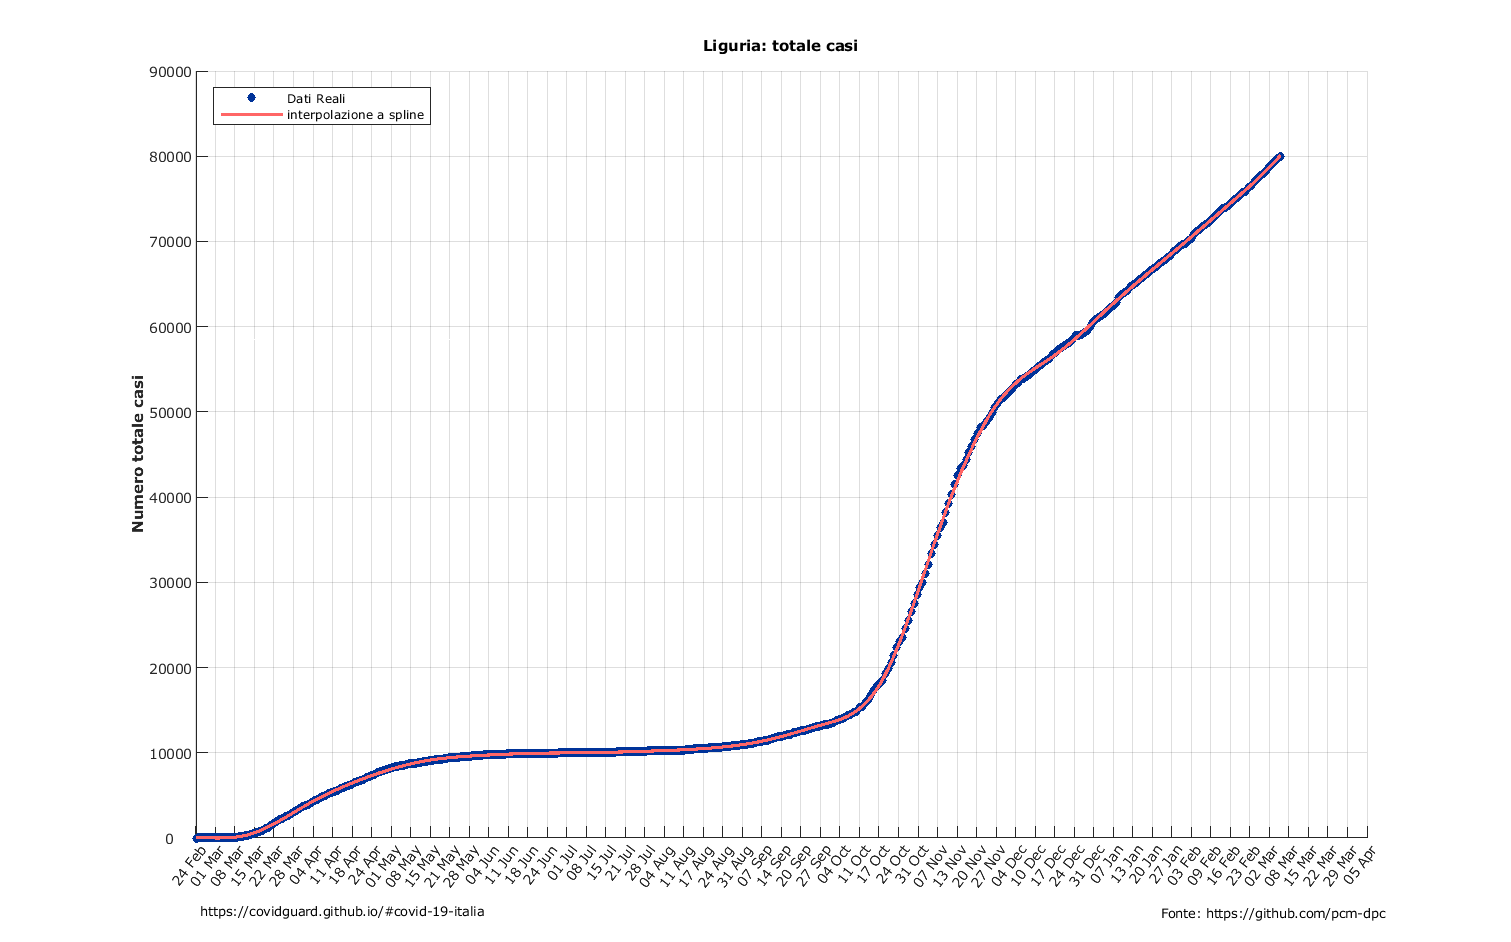 Liguria: totale casi
Dati Reali
interpolazione a spline
Numero totale casi
90000
80000
70000
60000
50000
40000
30000
20000
10000
0
24 Feb
01 Mar
08 Mar
15 Mar
22 Mar
28 Mar
04 Apr
11 Apr
18 Apr
24 Apr
01 May
08 May
15 May
21 May
28 May
04 Jun
11 Jun
18 Jun
24 Jun
01 Jul
08 Jul
15 Jul
21 Jul
28 Jul
04 Aug
11 Aug
17 Aug
24 Aug
31 Aug
07 Sep
14 Sep
20 Sep
27 Sep
04 Oct
11 Oct
17 Oct
24 Oct
31 Oct
07 Nov
13 Nov
20 Nov
27 Nov
04 Dec
10 Dec
17 Dec
24 Dec
31 Dec
07 Jan
13 Jan
20 Jan
27 Jan
03 Feb
09 Feb
16 Feb
23 Feb
02 Mar
08 Mar
15 Mar
22 Mar
29 Mar
05 Apr
https://covidguard.github.io/#covid-19-italia
Fonte: https://github.com/pcm-dpc